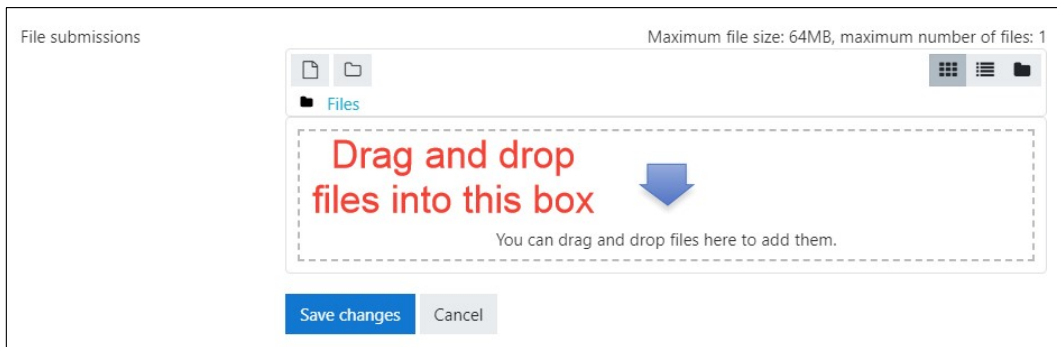 File submissions
Maximum file size: 64MB, maximum number of files: 1
Files
Drag and drop
files into this box
You can drag and drop files here to add them.
Save changes
Cancel